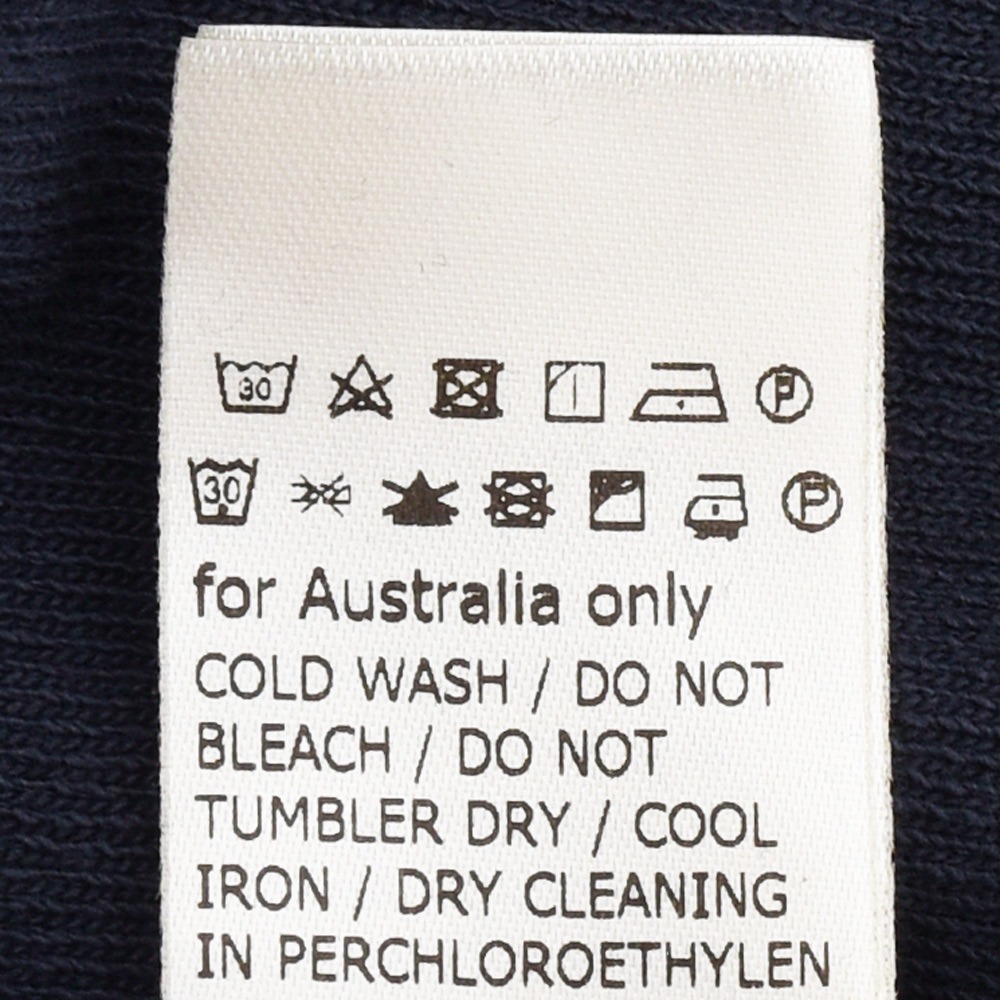 30 P
30 P
for Australia only
COLD WASH / DO NOT
BLEACH / DO NOT
TUMBLER DRY / COOL
IRON / DRY CLEANING
IN PERCHLOROETHYLEN